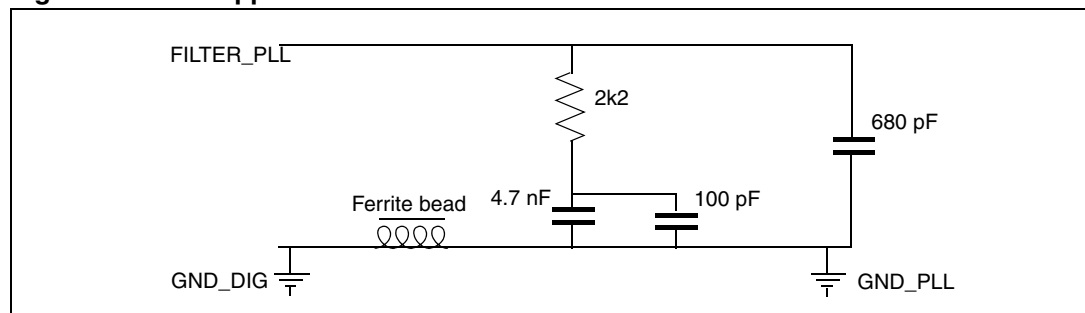 FILTER_PLL
2k2
680 pF
4.7 nF
100 pF
Ferrite bead
GND_DIG
GND_PLL